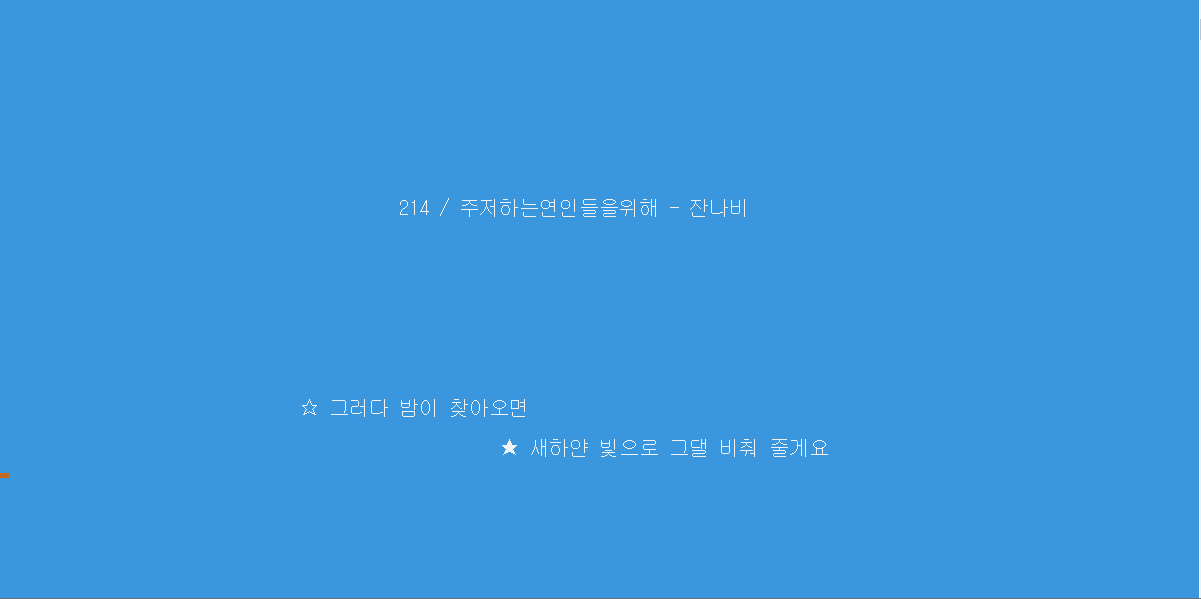 214 / 주저하는연인들을위해 - 잔나비
☆ 그러다 밤이 찾아오면
★ 새하얀 빛으로 그댈 비춰 줄게요